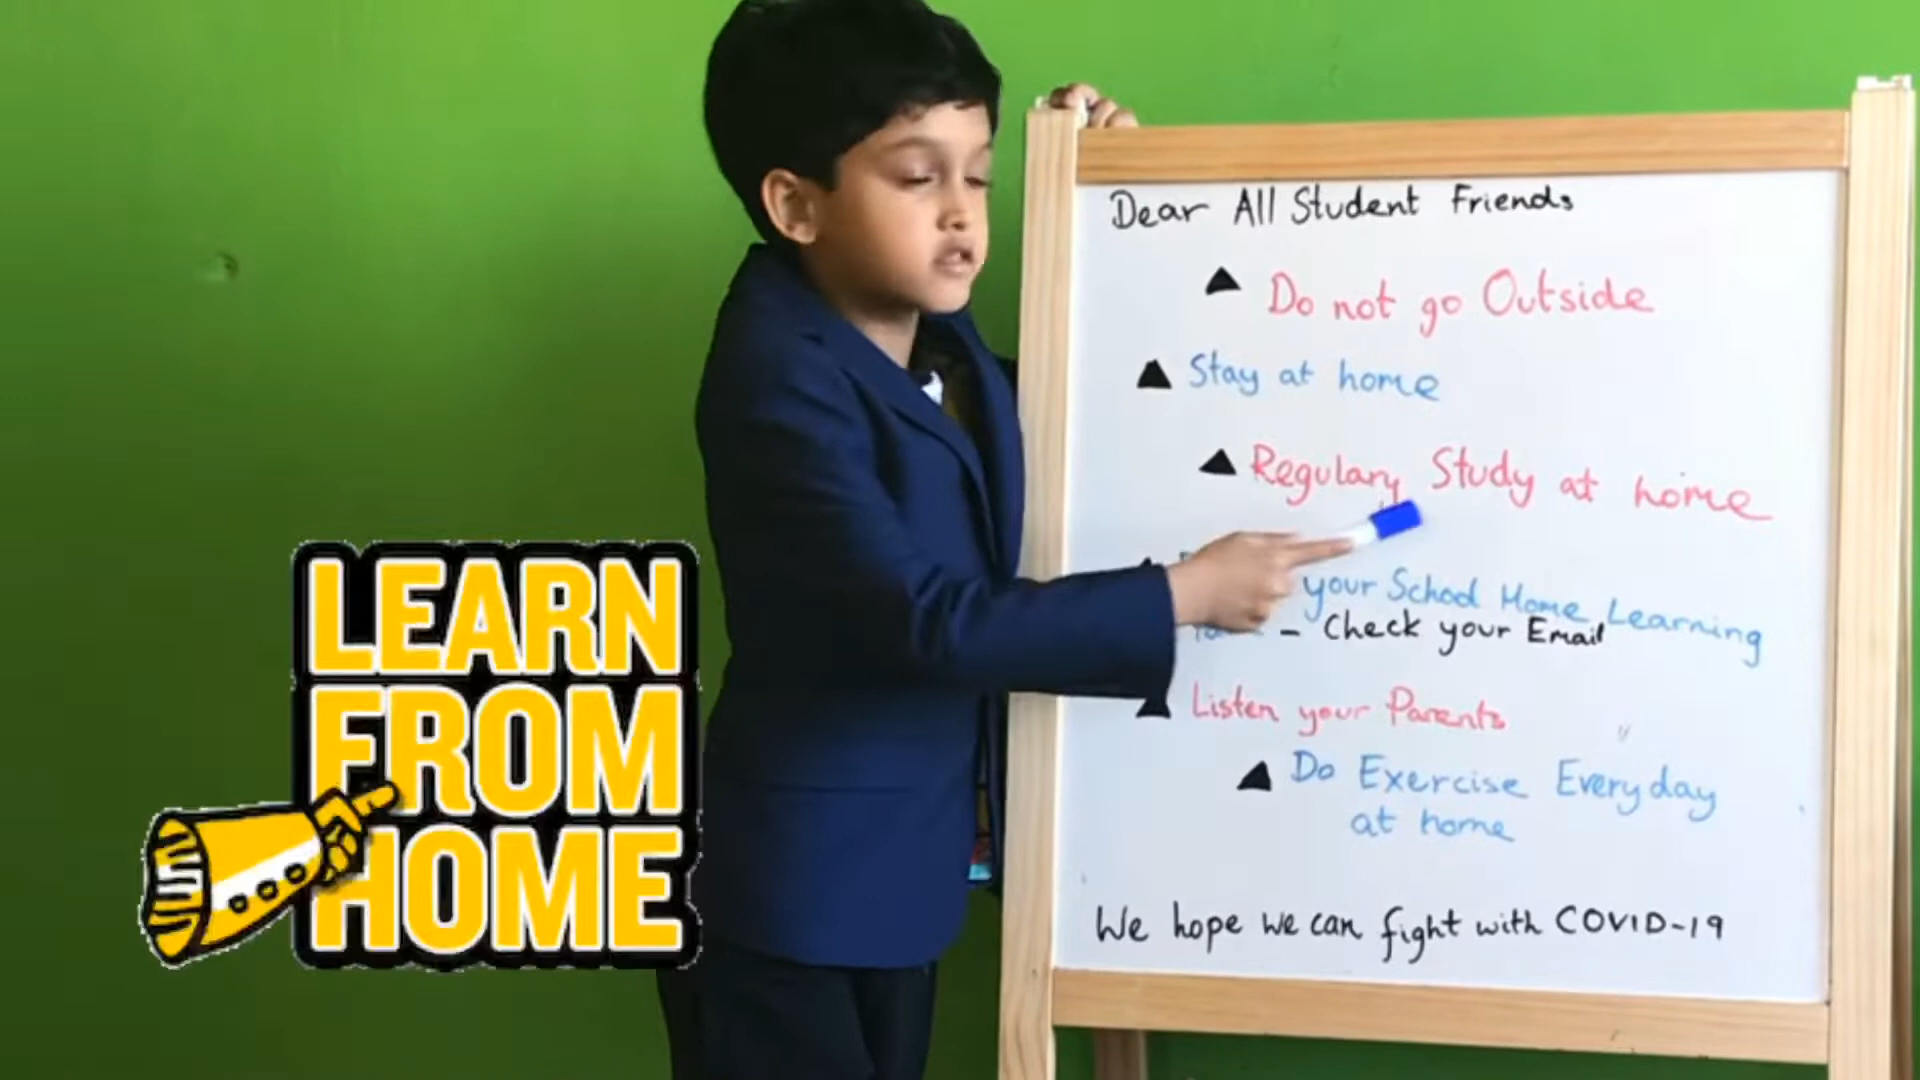 Dear All Student Friends
Do not go Outside
Stay at home
Regulary Study at home
your School Home Learning
- Check your Email
Listen your Parents
Do Exercise Everyday
at home
We hope we can fight with COVID-19
LEARN
FROM
HOME